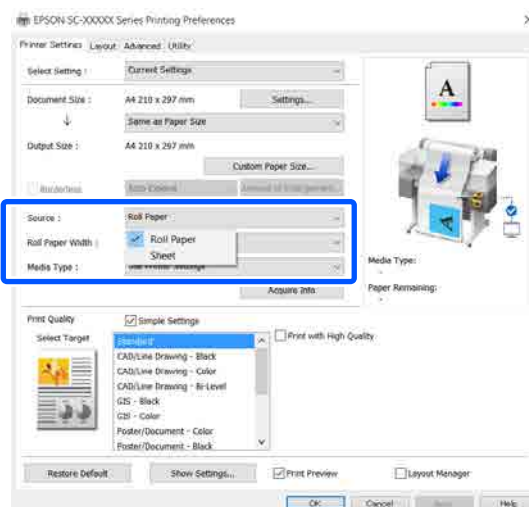 EPSON SC-XXXXX Series Printing Preferences
Printer Settings Layout Advanced Utility
Select Setting : Current Settings
Document Size : A4 210 x 297 mm Settings...
Same as Paper Size
Output Size : A4 210 x 297 mm
Custom Paper Size...
Borderless Auto Expand Amount of Enlargement...
Source : Roll Paper
Roll Paper Width :
Roll Paper
Sheet
Media Type : Use Printer Settings
Acquire Info
A
Media Type:
-
Paper Remaining:
-
Print Quality Simple Settings
Select Target
Standard
CAD/Line Drawing - Black
CAD/Line Drawing - Color
CAD/Line Drawing - Bi-Level
GIS - Black
GIS - Color
Poster/Document - Color
Poster/Document - Black
Print with High Quality
Restore Default Show Settings... Print Preview Layout Manager
OK Cancel Help